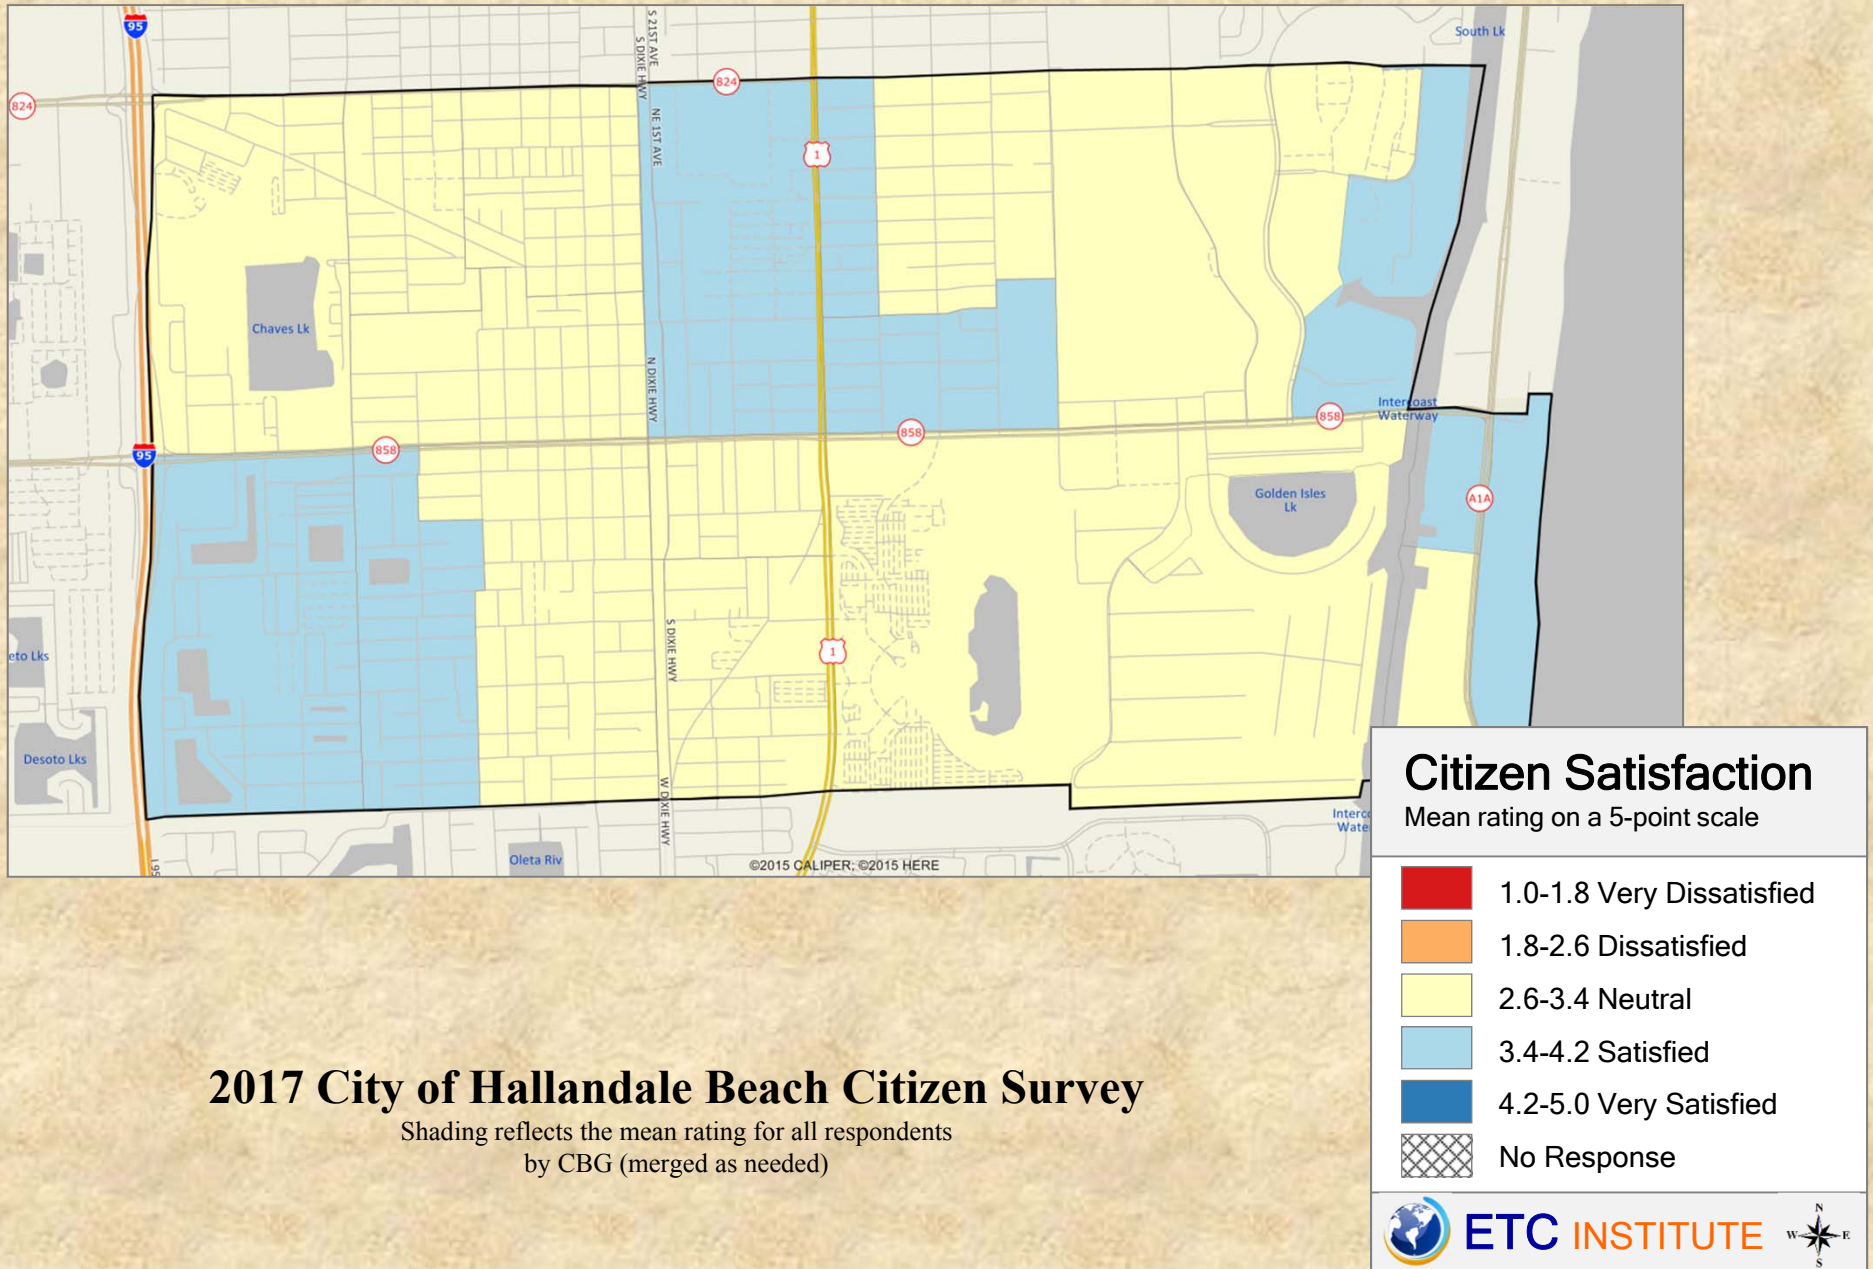 95
S 21ST AVE
S DIXIE HWY
South Lk
824
824
NE 1ST AVE
1
Chaves Lk
N DIXIE HWY
Intercoast
Waterway
858
858
858
95
Golden Isles
Lk
A1A
S DIXIE HWY
1
eto Lks
Desoto Lks
W DIXIE HWY
Interco
Wate
Oleta Riv
©2015 CALIPER; ©2015 HERE
I 95
Citizen Satisfaction
Mean rating on a 5-point scale
1.0-1.8 Very Dissatisfied
1.8-2.6 Dissatisfied
2.6-3.4 Neutral
3.4-4.2 Satisfied
4.2-5.0 Very Satisfied
No Response
2017 City of Hallandale Beach Citizen Survey
Shading reflects the mean rating for all respondents
by CBG (merged as needed)
ETC INSTITUTE
N
W E
S